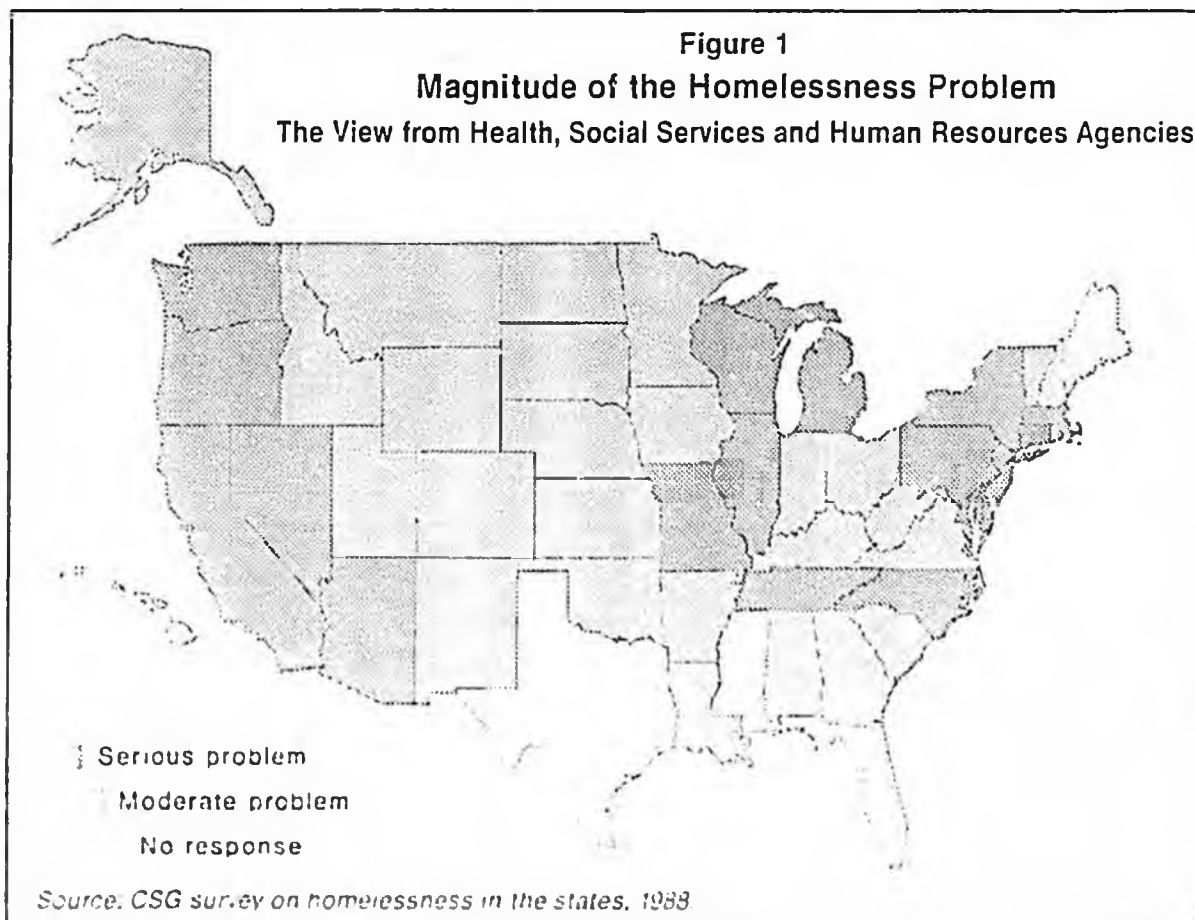 Figure 1
Magnitude of the Homelessness Problem
The View from Health, Social Services and Human Resources Agencies
Serious problem
Moderate problem
No response
Source: CSG survey on homelessness in the states, 1988.